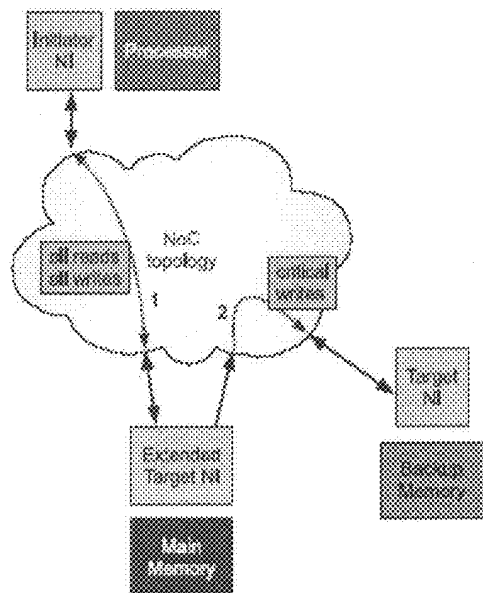 Initiator
NI
Processor
NoC
topology
all reads
all writes
critical
writes
1
2
Target
NI
Extended
Target NI
Backup
Memory
Main
Memory